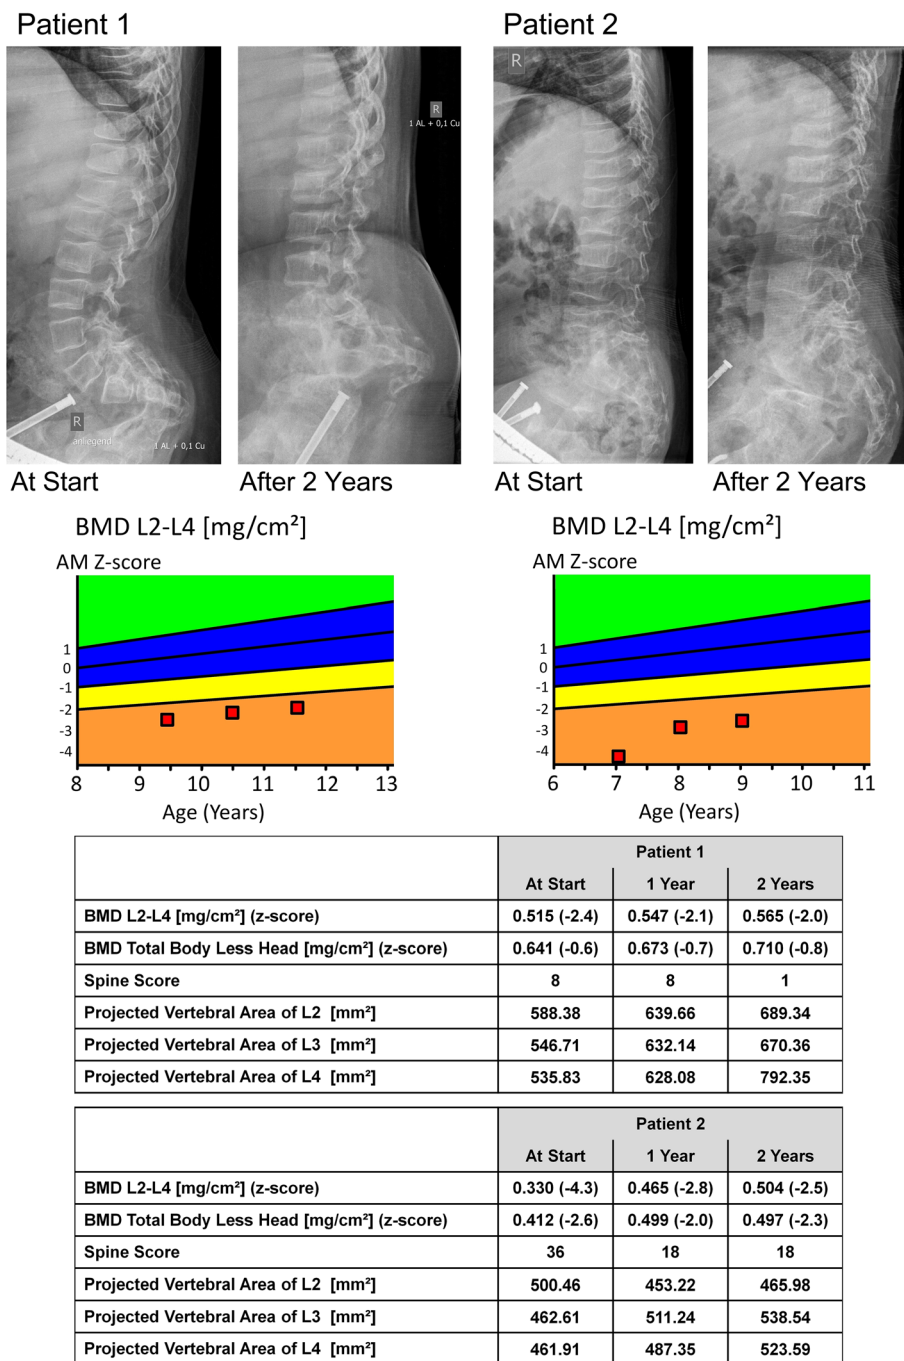 Patient 1
Patient 2
R
1 AL + 0,1 Cu
R
R
anliegend
1 AL + 0,1 Cu
At Start
After 2 Years
At Start
After 2 Years
BMD L2-L4 [mg/cm²]
AM Z-score
1
0
-1
-2
-3
-4
8 9 10 11 12 13
Age (Years)
BMD L2-L4 [mg/cm²]
AM Z-score
1
0
-1
-2
-3
-4
6 7 8 9 10 11
Age (Years)
Patient 1
At Start 1 Year 2 Years
BMD L2-L4 [mg/cm²] (z-score) 0.515 (-2.4) 0.547 (-2.1) 0.565 (-2.0)
BMD Total Body Less Head [mg/cm²] (z-score) 0.641 (-0.6) 0.673 (-0.7) 0.710 (-0.8)
Spine Score 8 8 1
Projected Vertebral Area of L2 [mm²] 588.38 639.66 689.34
Projected Vertebral Area of L3 [mm²] 546.71 632.14 670.36
Projected Vertebral Area of L4 [mm²] 535.83 628.08 792.35
Patient 2
At Start 1 Year 2 Years
BMD L2-L4 [mg/cm²] (z-score) 0.330 (-4.3) 0.465 (-2.8) 0.504 (-2.5)
BMD Total Body Less Head [mg/cm²] (z-score) 0.412 (-2.6) 0.499 (-2.0) 0.497 (-2.3)
Spine Score 36 18 18
Projected Vertebral Area of L2 [mm²] 500.46 453.22 465.98
Projected Vertebral Area of L3 [mm²] 462.61 511.24 538.54
Projected Vertebral Area of L4 [mm²] 461.91 487.35 523.59